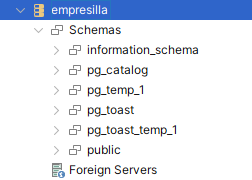 empresilla
Schemas
information_schema
pg_catalog
pg_temp_1
pg_toast
pg_toast_temp_1
public
Foreign Servers